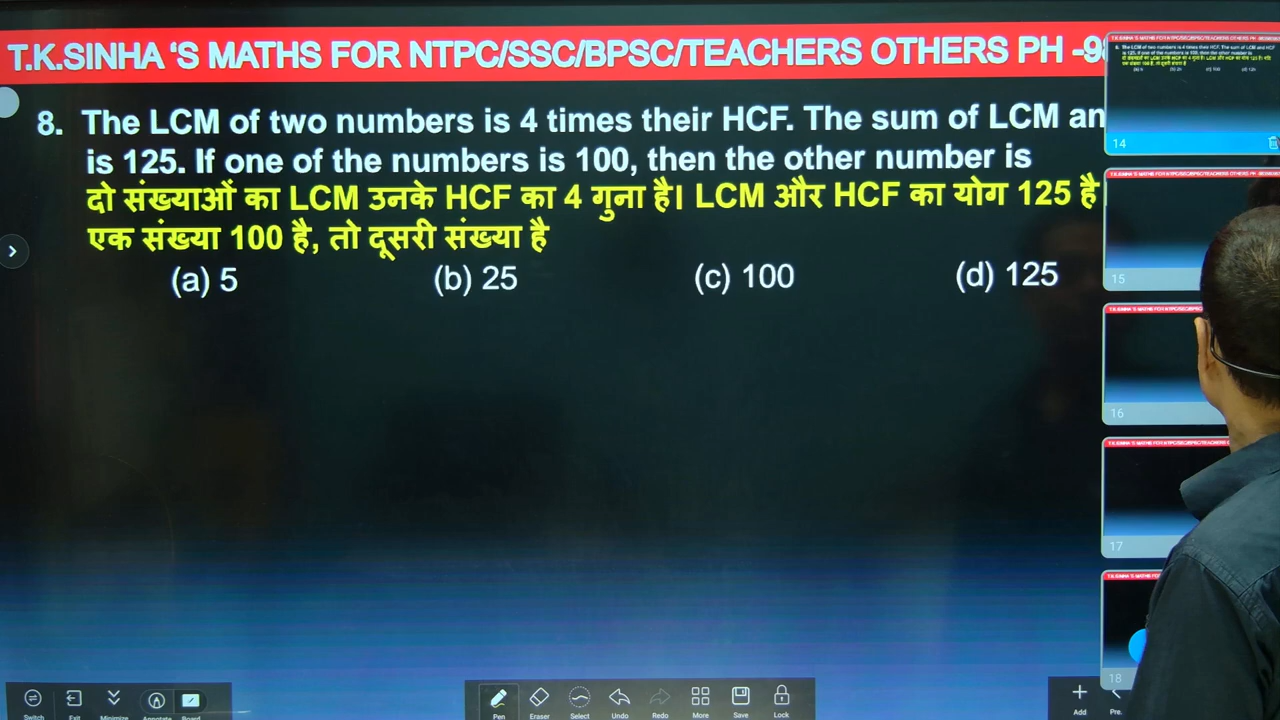 T.K.SINHA 'S MATHS FOR NTPC/SSC/BPSC/TEACHERS OTHERS PH -98
8. The LCM of two numbers is 4 times their HCF. The sum of LCM an
is 125. If one of the numbers is 100, then the other number is
दो संख्याओं का LCM उनके HCF का 4 गुना है। LCM और HCF का योग 125 है
एक संख्या 100 है, तो दूसरी संख्या है
(a) 5 (b) 25 (c) 100 (d) 125
14
15
16
17
18
Switch Exit Minimize Annotate Board Pen Eraser Select Undo Redo More Save Lock Add Pre